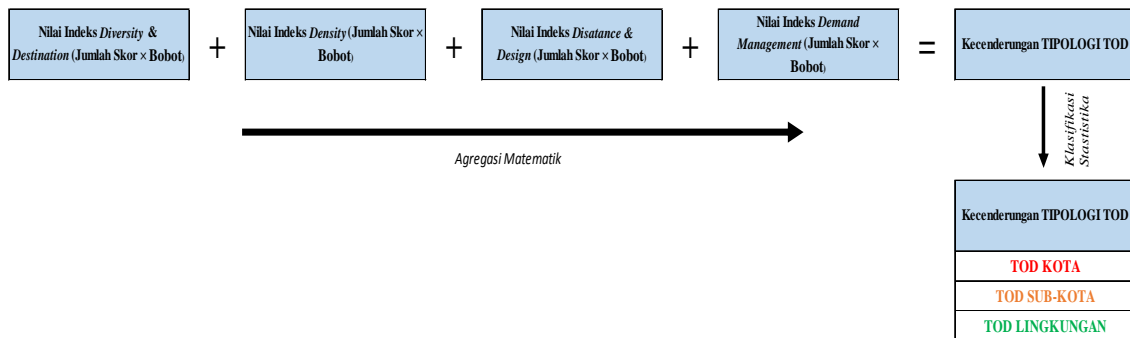 Nilai Indeks Diversity &
Destination (Jumlah Skor × Bobot)
+
Nilai Indeks Density (Jumlah Skor ×
Bobot)
+
Nilai Indeks Disatance &
Design (Jumlah Skor × Bobot)
+
Nilai Indeks Demand
Management (Jumlah Skor ×
Bobot)
=
Kecenderungan TIPOLOGI TOD
Agregasi Matematik
Klasifikasi
Stastistika
Kecenderungan TIPOLOGI TOD
TOD KOTA
TOD SUB-KOTA
TOD LINGKUNGAN